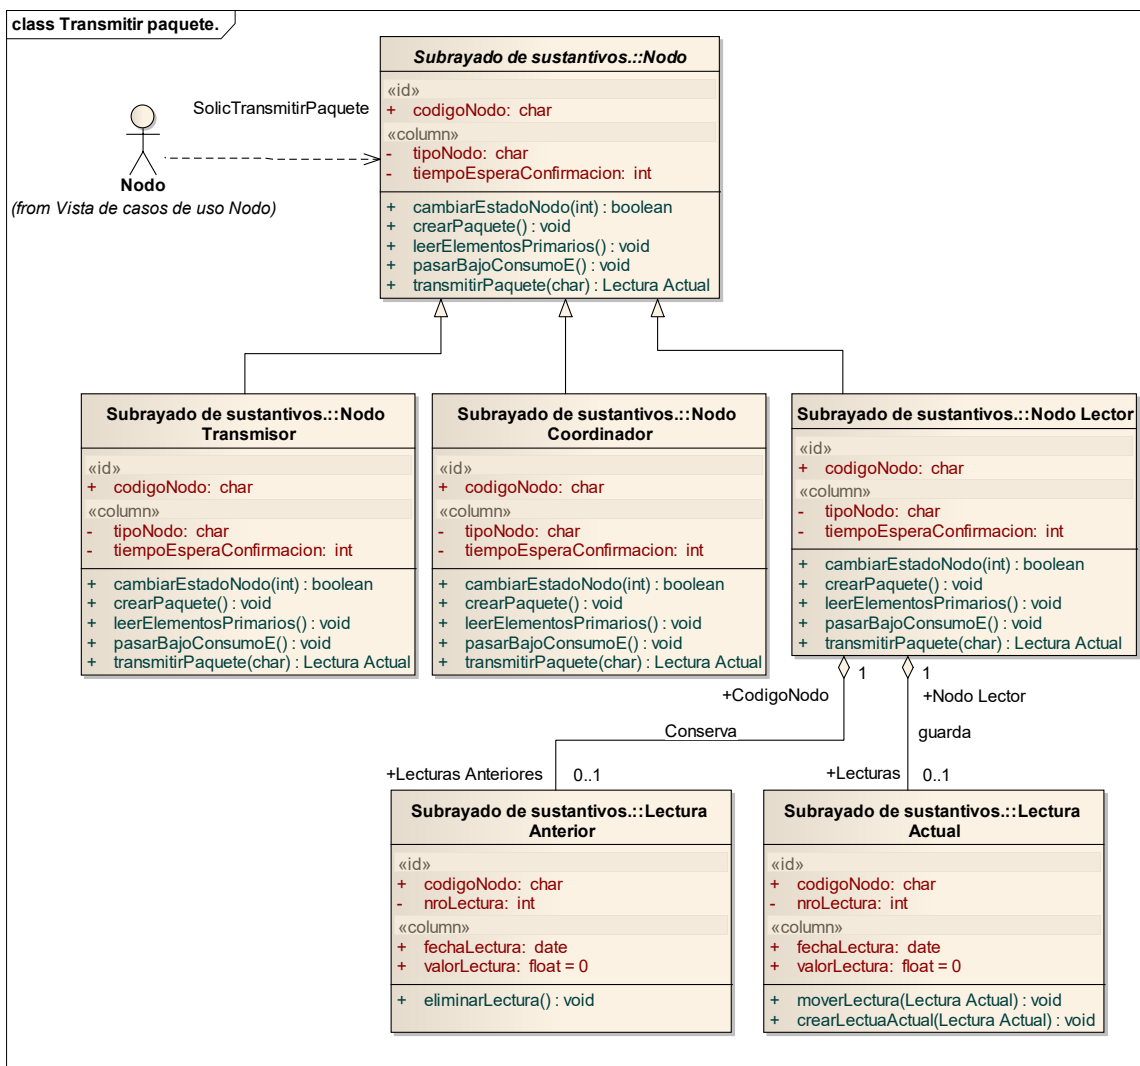 class Transmitir paquete.
Subrayado de sustantivos.::Nodo
«id»
+ codigoNodo: char
«column»
- tipoNodo: char
- tiempoEsperaConfirmacion: int
+ cambiarEstadoNodo(int) : boolean
+ crearPaquete() : void
+ leerElementosPrimarios() : void
+ pasarBajoConsumoE() : void
+ transmitirPaquete(char) : Lectura Actual
SolicTransmitirPaquete
Nodo
(from Vista de casos de uso Nodo)
Subrayado de sustantivos.::Nodo
Transmisor
«id»
+ codigoNodo: char
«column»
- tipoNodo: char
- tiempoEsperaConfirmacion: int
+ cambiarEstadoNodo(int) : boolean
+ crearPaquete() : void
+ leerElementosPrimarios() : void
+ pasarBajoConsumoE() : void
+ transmitirPaquete(char) : Lectura Actual
Subrayado de sustantivos.::Nodo
Coordinador
«id»
+ codigoNodo: char
«column»
- tipoNodo: char
- tiempoEsperaConfirmacion: int
+ cambiarEstadoNodo(int) : boolean
+ crearPaquete() : void
+ leerElementosPrimarios() : void
+ pasarBajoConsumoE() : void
+ transmitirPaquete(char) : Lectura Actual
Subrayado de sustantivos.::Nodo Lector
«id»
+ codigoNodo: char
«column»
- tipoNodo: char
- tiempoEsperaConfirmacion: int
+ cambiarEstadoNodo(int) : boolean
+ crearPaquete() : void
+ leerElementosPrimarios() : void
+ pasarBajoConsumoE() : void
+ transmitirPaquete(char) : Lectura Actual
+CodigoNodo
1
Conserva
+Lecturas Anteriores
0..1
1
+Nodo Lector
guarda
+Lecturas
0..1
Subrayado de sustantivos.::Lectura
Anterior
«id»
+ codigoNodo: char
- nroLectura: int
«column»
+ fechaLectura: date
+ valorLectura: float = 0
+ eliminarLectura() : void
Subrayado de sustantivos.::Lectura
Actual
«id»
+ codigoNodo: char
- nroLectura: int
«column»
+ fechaLectura: date
+ valorLectura: float = 0
+ moverLectura(Lectura Actual) : void
+ crearLectuaActual(Lectura Actual) : void